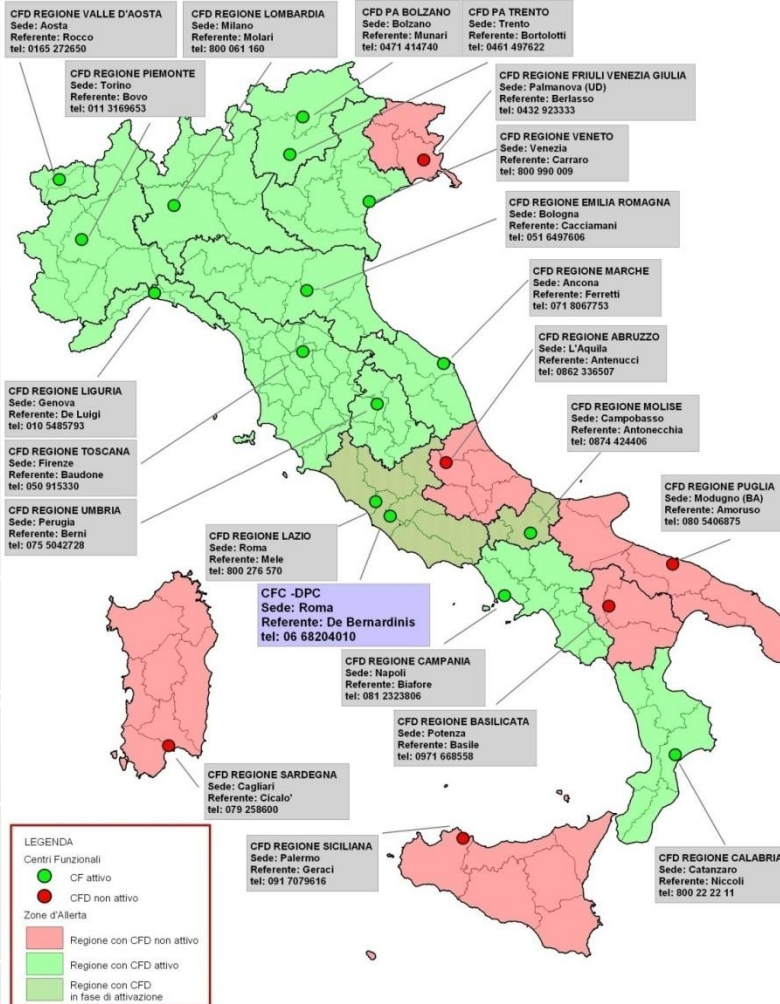 CFD REGIONE VALLE D'AOSTA
Sede: Aosta
Referente: Rocco
tel: 0165 272650
CFD REGIONE LOMBARDIA
Sede: Milano
Referente: Molari
tel: 800 061 160
CFD PA BOLZANO
Sede: Bolzano
Referente: Munari
tel: 0471 414740
CFD PA TRENTO
Sede: Trento
Referente: Bortolotti
tel: 0461 497622
CFD REGIONE PIEMONTE
Sede: Torino
Referente: Bovo
tel: 011 3169653
CFD REGIONE FRIULI VENEZIA GIULIA
Sede: Palmanova (UD)
Referente: Berlasso
tel: 0432 923333
CFD REGIONE VENETO
Sede: Venezia
Referente: Carraro
tel: 800 990 009
CFD REGIONE EMILIA ROMAGNA
Sede: Bologna
Referente: Cacciamani
tel: 051 6497606
CFD REGIONE MARCHE
Sede: Ancona
Referente: Ferretti
tel: 071 8067753
CFD REGIONE ABRUZZO
Sede: L'Aquila
Referente: Antenucci
tel: 0862 336507
CFD REGIONE LIGURIA
Sede: Genova
Referente: De Luigi
tel: 010 5485793
CFD REGIONE MOLISE
Sede: Campobasso
Referente: Antonecchia
tel: 0874 424406
CFD REGIONE TOSCANA
Sede: Firenze
Referente: Baudone
tel: 050 915330
CFD REGIONE PUGLIA
Sede: Modugno (BA)
Referente: Amoruso
tel: 080 5406875
CFD REGIONE UMBRIA
Sede: Perugia
Referente: Berni
tel: 075 5042728
CFD REGIONE LAZIO
Sede: Roma
Referente: Mele
tel: 800 276 570
CFC -DPC
Sede: Roma
Referente: De Bernardinis
tel: 06 68204010
CFD REGIONE CAMPANIA
Sede: Napoli
Referente: Biafore
tel: 081 2323806
CFD REGIONE BASILICATA
Sede: Potenza
Referente: Basile
tel: 0971 668558
CFD REGIONE SARDEGNA
Sede: Cagliari
Referente: Cicalo'
tel: 079 258600
CFD REGIONE SICILIANA
Sede: Palermo
Referente: Geraci
tel: 091 7079616
CFD REGIONE CALABRIA
Sede: Catanzaro
Referente: Niccoli
tel: 800 22 22 11
LEGENDA
Centri Funzionali
CF attivo
CFD non attivo
Zone d'Allerta
Regione con CFD non attivo
Regione con CFD attivo
Regione con CFD
in fase di attivazione